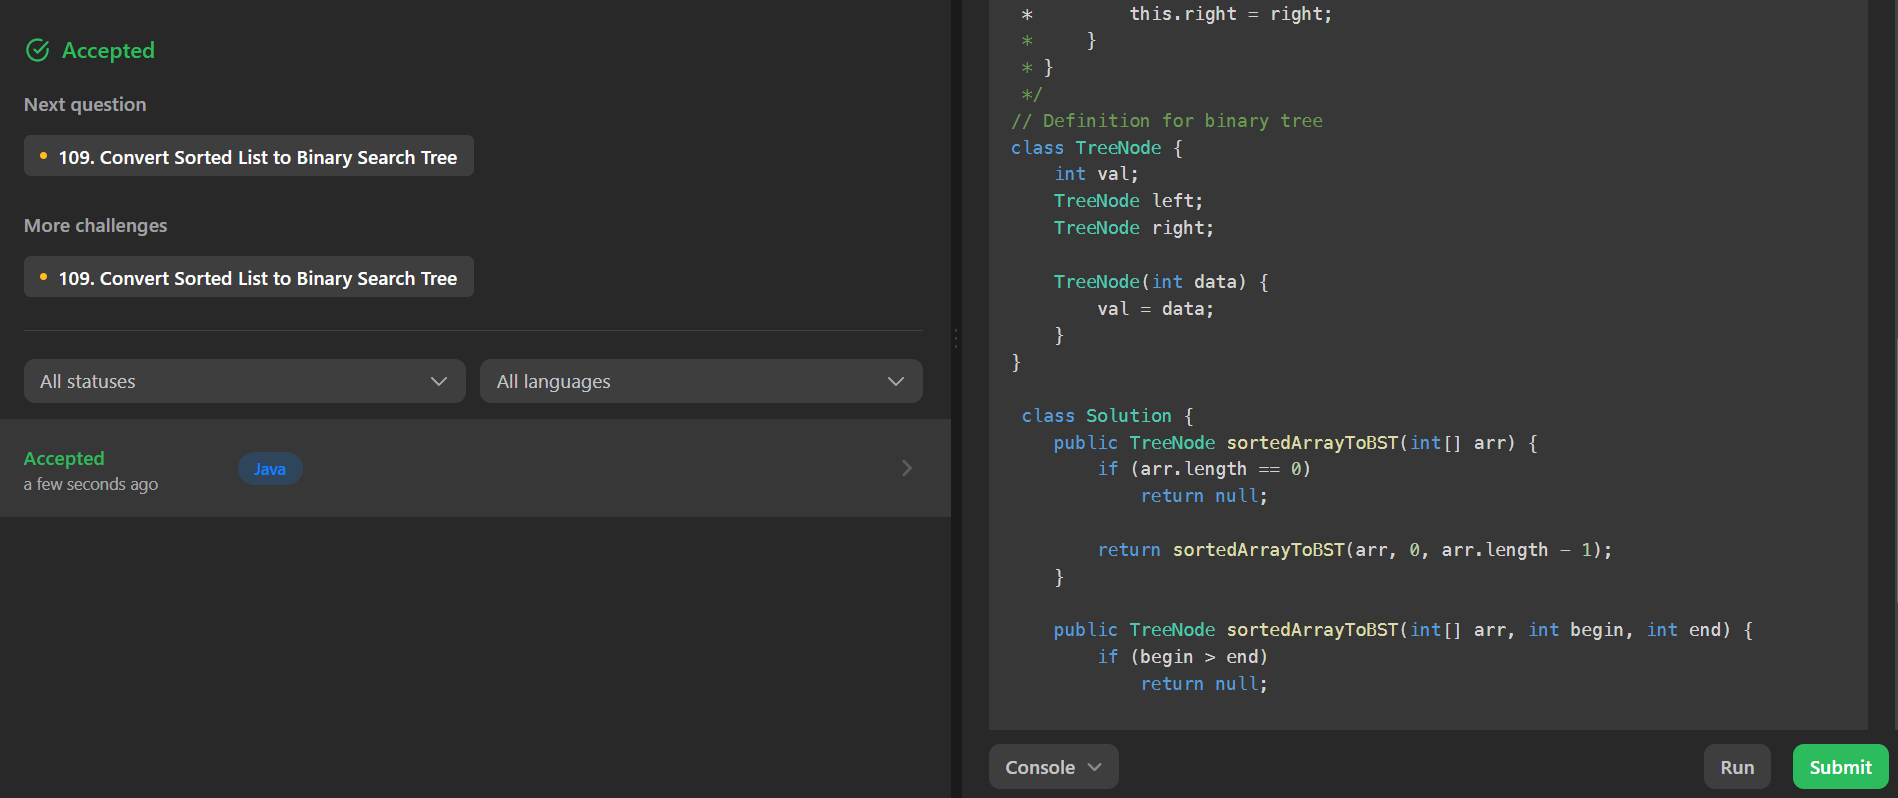 Accepted
Next question
109. Convert Sorted List to Binary Search Tree
More challenges
109. Convert Sorted List to Binary Search Tree
All statuses
All languages
Accepted
a few seconds ago
Java
*         this.right = right;
*     }
* }
*/
// Definition for binary tree
class TreeNode {
    int val;
    TreeNode left;
    TreeNode right;
    TreeNode(int data) {
        val = data;
    }
}
 class Solution {
    public TreeNode sortedArrayToBST(int[] arr) {
        if (arr.length == 0)
            return null;
        return sortedArrayToBST(arr, 0, arr.length - 1);
    }
    public TreeNode sortedArrayToBST(int[] arr, int begin, int end) {
        if (begin > end)
            return null;
Console
Run
Submit